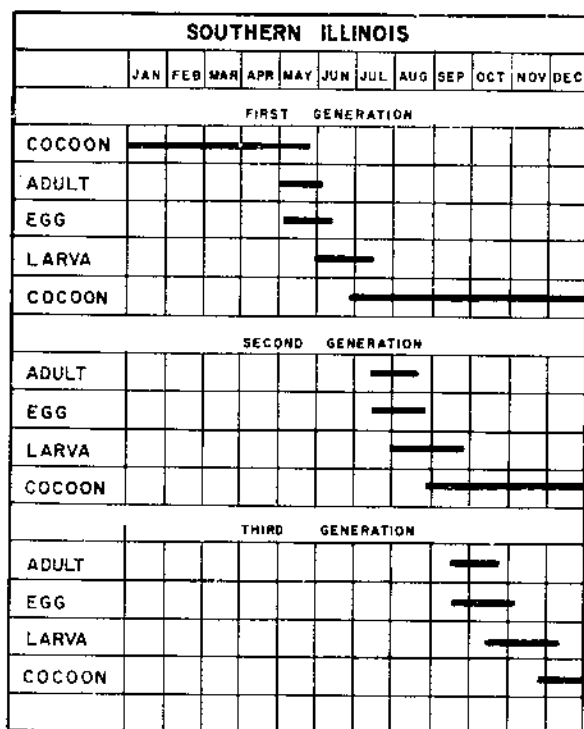 SOUTHERN ILLINOIS
JAN FEB MAR APR MAY JUN JUL AUG SEP OCT NOV DEC
FIRST GENERATION
COCOON
ADULT
EGG
LARVA
COCOON
SECOND GENERATION
ADULT
EGG
LARVA
COCOON
THIRD GENERATION
ADULT
EGG
LARVA
COCOON